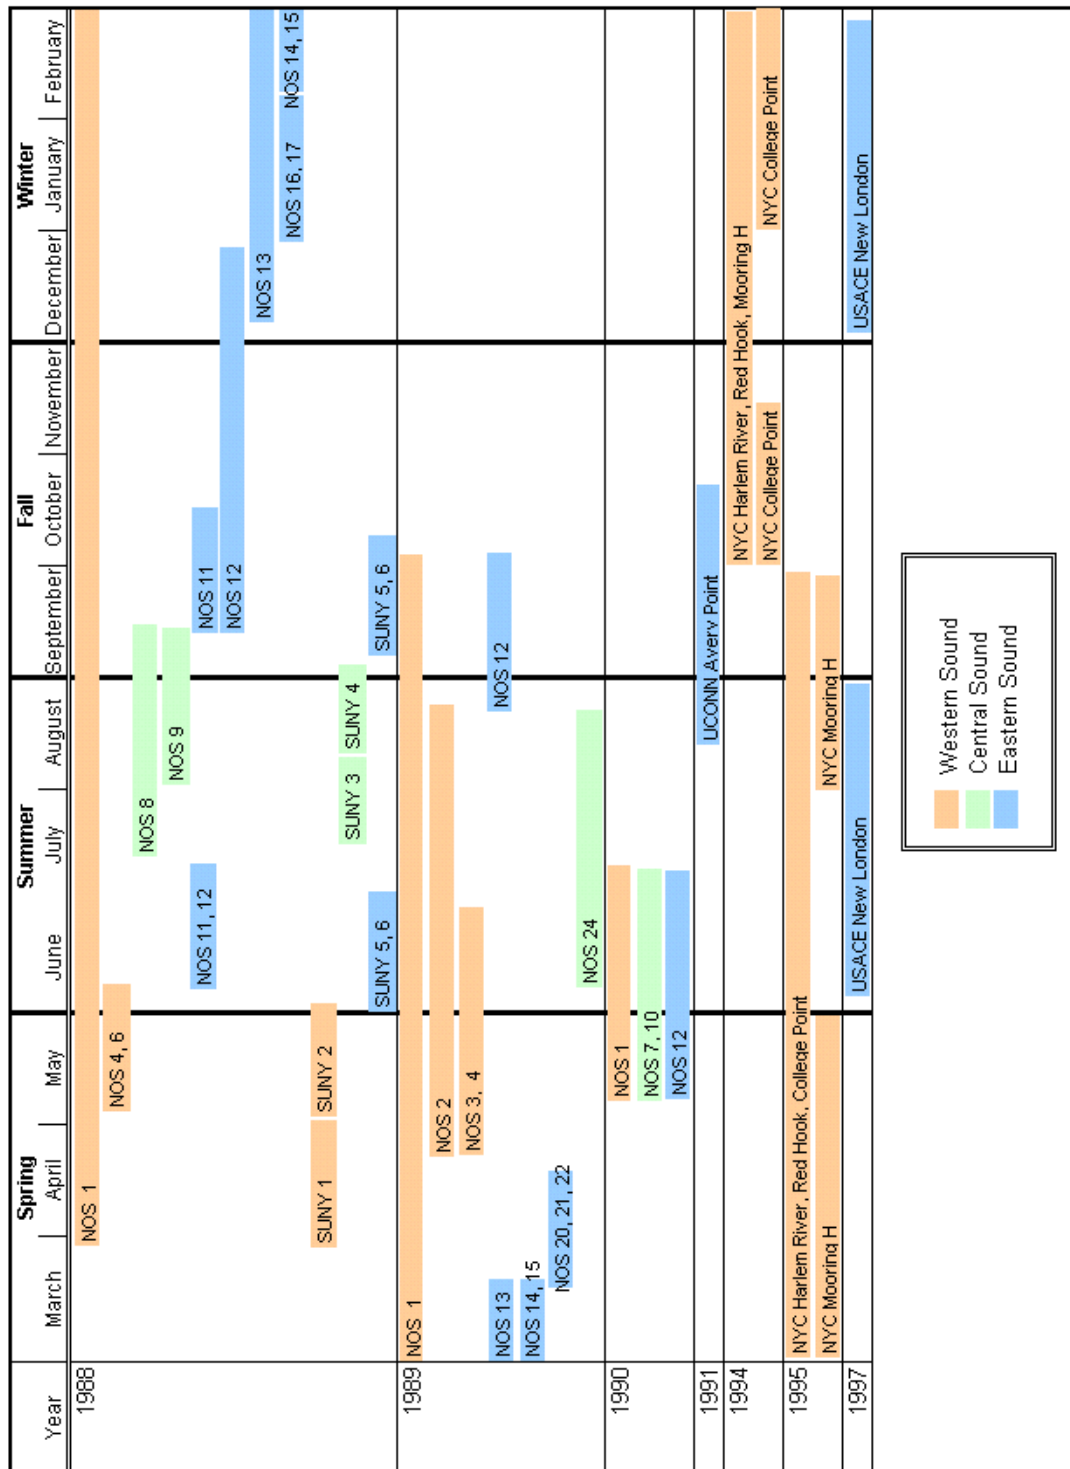 Spring Summer Fall Winter
Year March April May June July August September October November December January February
1988
NOS 1
NOS 4, 6
NOS 8
NOS 9
NOS 11, 12
NOS 11
NOS 12
NOS 13
NOS 16, 17
NOS 14, 15
SUNY 1
SUNY 2
SUNY 3
SUNY 4
SUNY 5, 6
SUNY 5, 6
1989
NOS 1
NOS 2
NOS 3, 4
NOS 13
NOS 12
NOS 14, 15
NOS 20, 21, 22
NOS 24
1990
NOS 1
NOS 7, 10
NOS 12
1991
UCONN Avery Point
1994
NYC Harlem River, Red Hook, Mooring H
NYC College Point
NYC College Point
1995
NYC Harlem River, Red Hook, College Point
NYC Mooring H
NYC Mooring H
1997
USACE New London
USACE New London
Western Sound
Central Sound
Eastern Sound